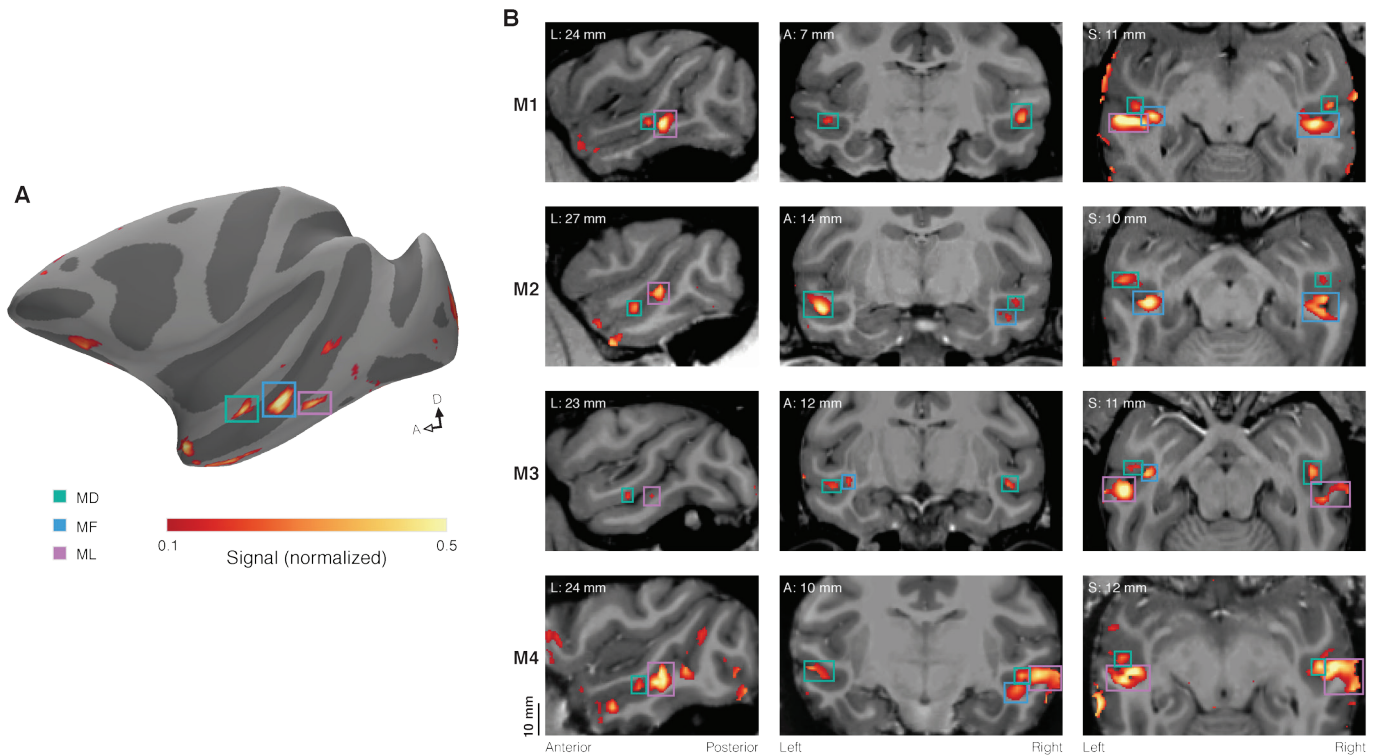 B
L: 24 mm
A: 7 mm
S: 11 mm
M1
A
L: 27 mm
A: 14 mm
S: 10 mm
M2
D
A
L: 23 mm
A: 12 mm
S: 11 mm
M3
MD
MF
ML
0.1
0.5
Signal (normalized)
L: 24 mm
A: 10 mm
S: 12 mm
M4
10 mm
Anterior
Posterior
Left
Right
Left
Right